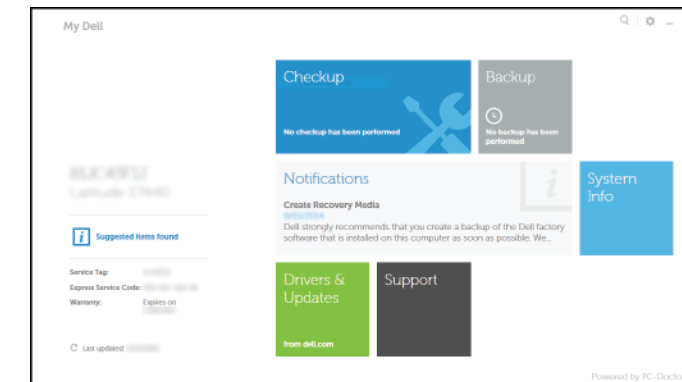 My Dell
Checkup
No checkup has been performed
Backup
No backup has been
performed
Notifications
Create Recovery Media
Dell strongly recommends that you create a backup of the Dell factory
software that is installed on this computer as soon as possible. We...
System
Info
Suggested items found
Service Tag:
Express Service Code:
Warranty: Expires on
Last updated:
Drivers &
Updates
from dell.com
Support
Powered by PC-Docto